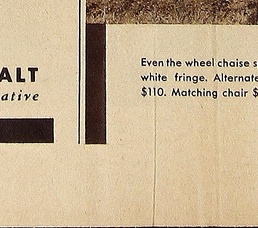 ALT
ative
Even the wheel chaise s
white fringe. Alternate
$110. Matching chair $